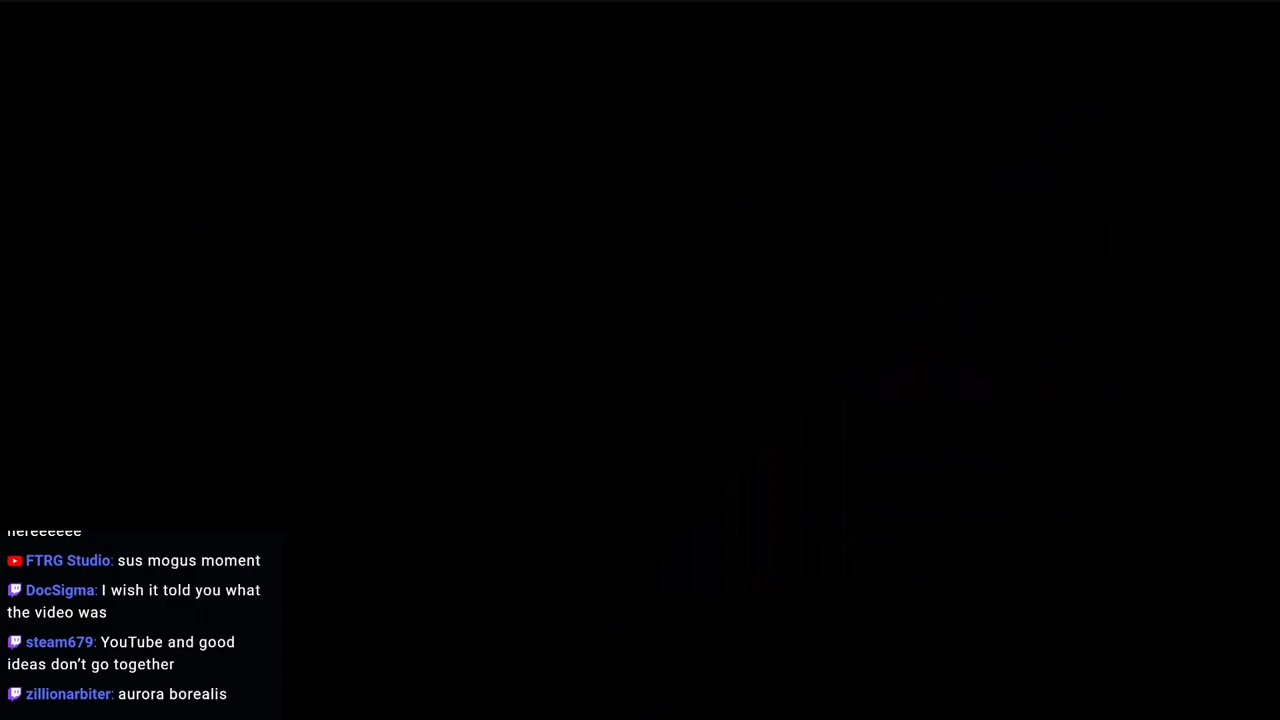 hereeeeee
FTRG Studio: sus mogus moment
DocSigma: I wish it told you what
the video was
steam679: YouTube and good
ideas don't go together
zillionarbiter: aurora borealis